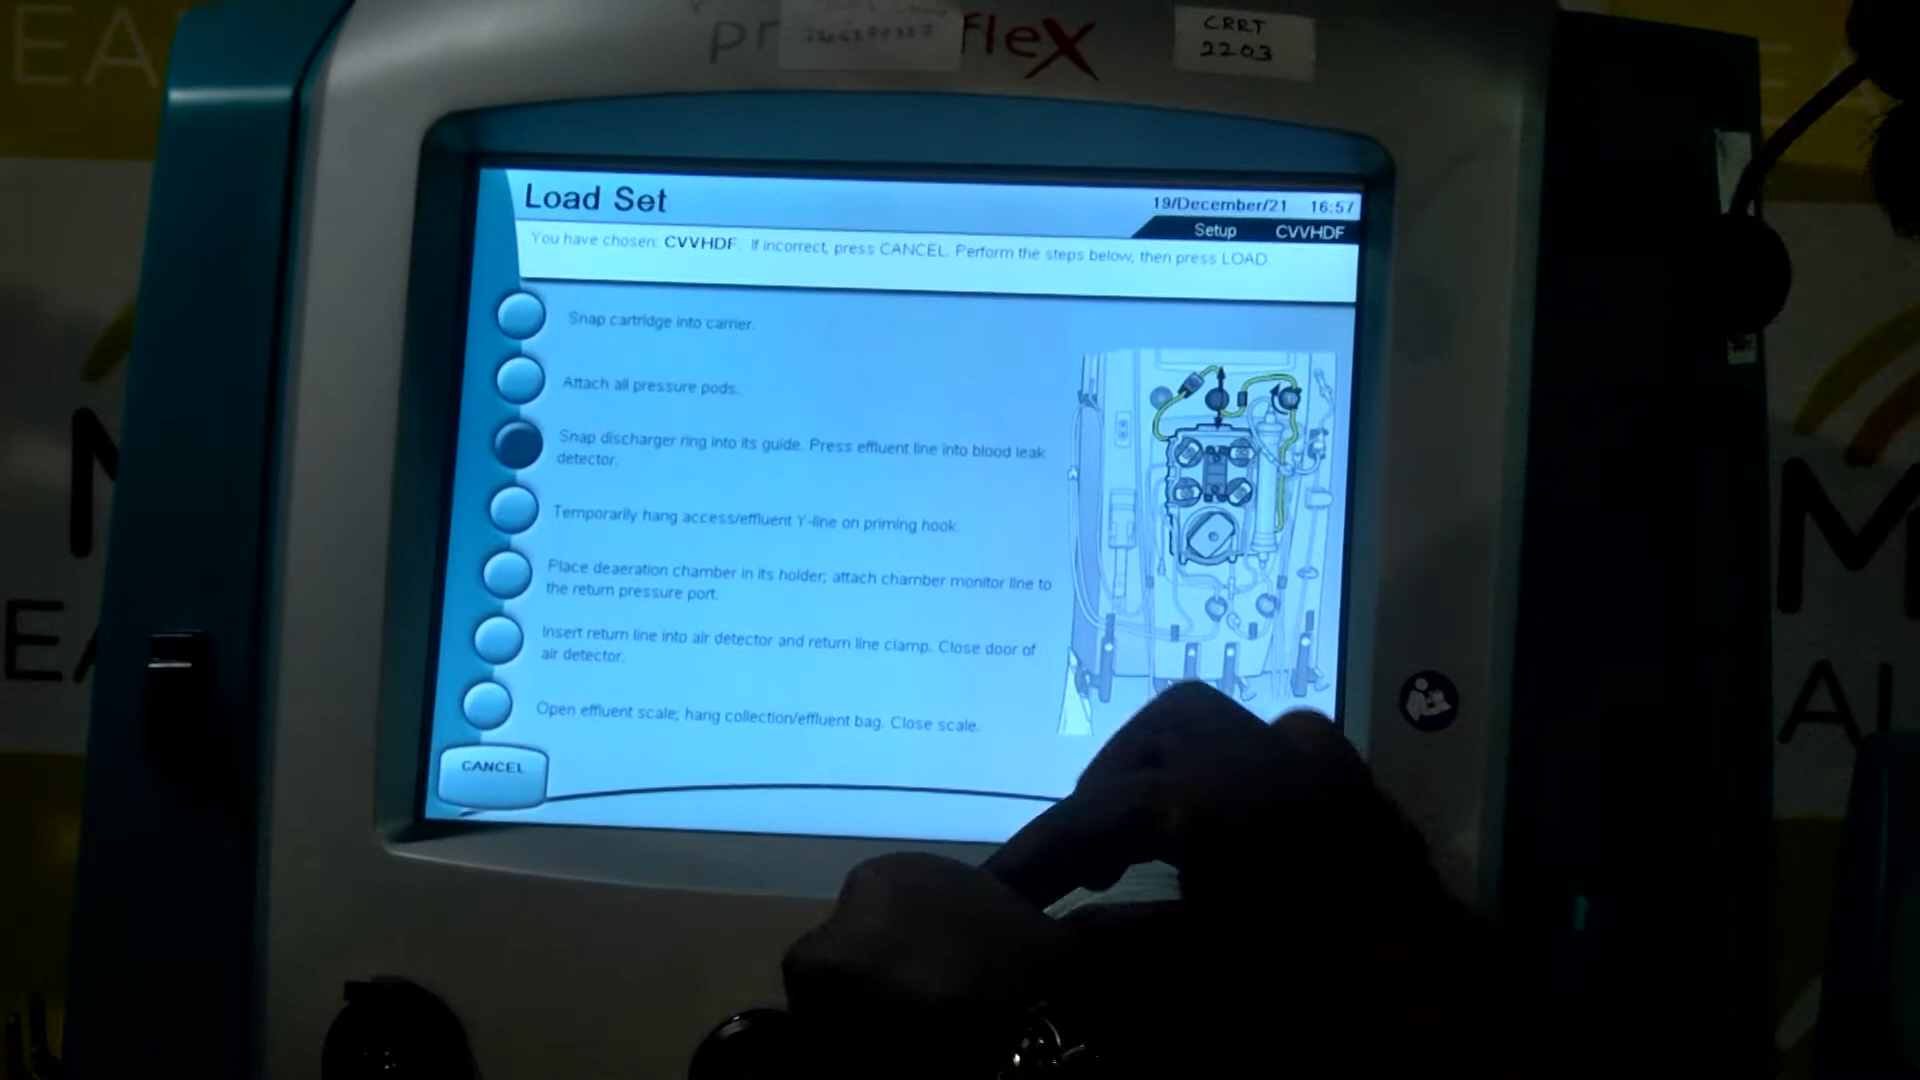 pr
flex
CRRT
2203
Load Set
19/December/21 16:57
Setup CVVHDF
You have chosen: CVVHDF. If incorrect, press CANCEL. Perform the steps below, then press LOAD.
Snap cartridge into carrier.
Attach all pressure pods.
Snap discharger ring into its guide. Press effluent line into blood leak
detector.
Temporarily hang access/effluent Y-line on priming hook.
Place deaeration chamber in its holder; attach chamber monitor line to
the return pressure port.
Insert return line into air detector and return line clamp. Close door of
air detector.
Open effluent scale; hang collection/effluent bag. Close scale.
CANCEL
EA
M
EA
M
AL